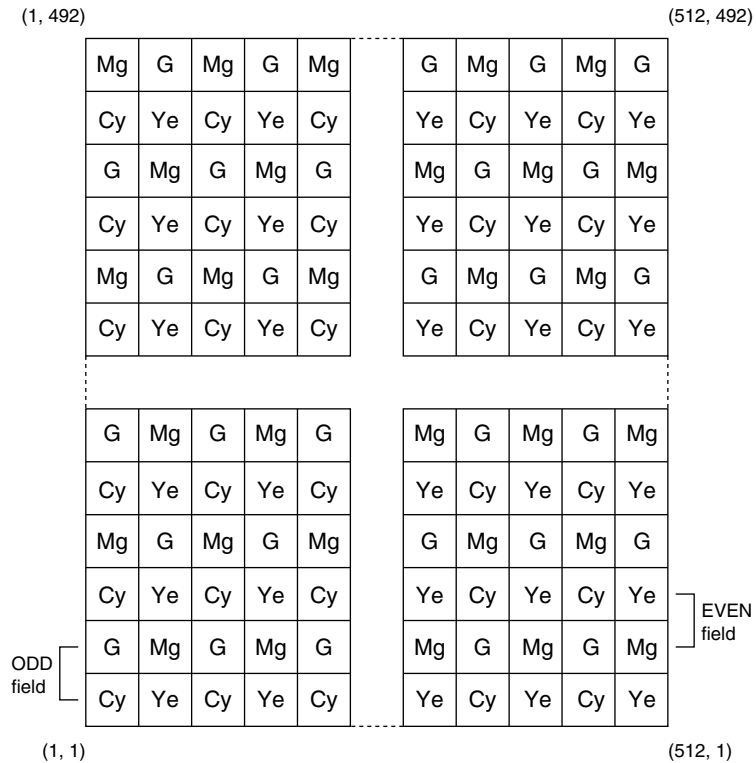 (1, 492) (512, 492)
Mg G Mg G Mg G Mg G Mg G
Cy Ye Cy Ye Cy Ye Cy Ye Cy Ye
G Mg G Mg G Mg G Mg G Mg
Cy Ye Cy Ye Cy Ye Cy Ye Cy Ye
Mg G Mg G Mg G Mg G Mg G
Cy Ye Cy Ye Cy Ye Cy Ye Cy Ye
G Mg G Mg G Mg G Mg G Mg
Cy Ye Cy Ye Cy Ye Cy Ye Cy Ye
Mg G Mg G Mg G Mg G Mg G
Cy Ye Cy Ye Cy Ye Cy Ye Cy Ye
EVEN
field
G Mg G Mg G Mg G Mg G Mg
ODD
field
Cy Ye Cy Ye Cy Ye Cy Ye Cy Ye
(1, 1) (512, 1)